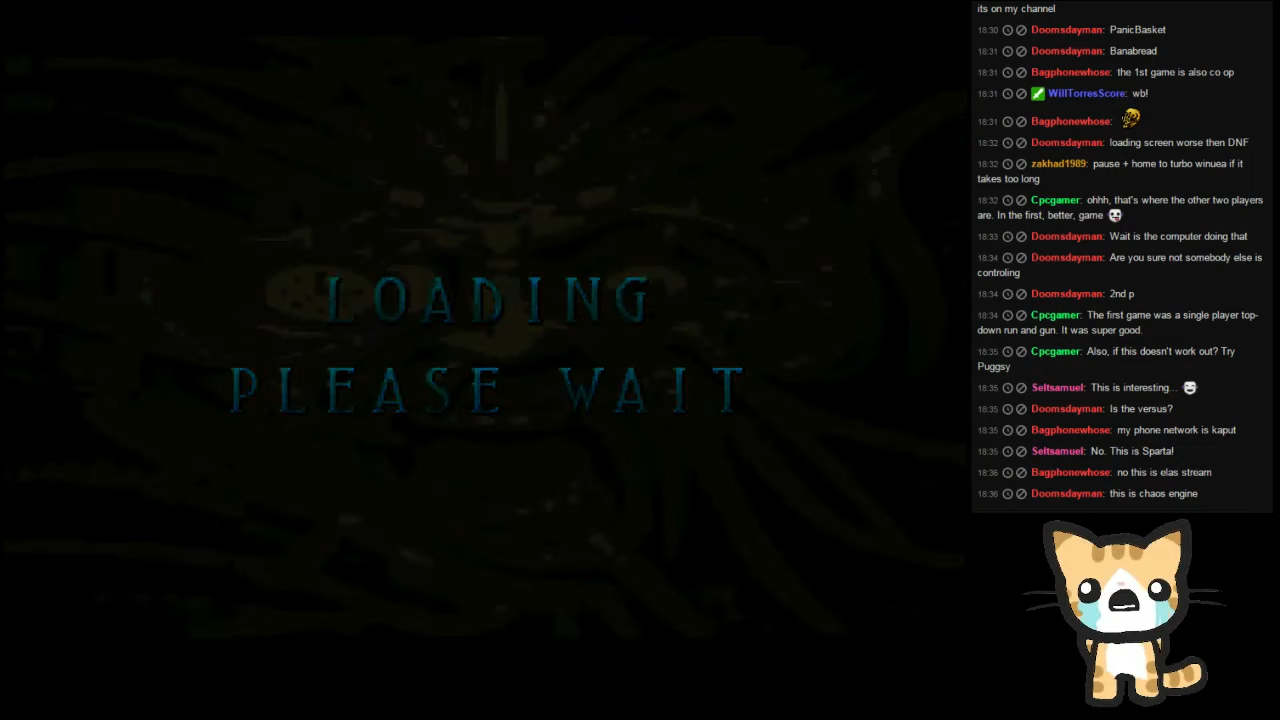 its on my channel
18:30 Doomsdayman: PanicBasket
18:31 Doomsdayman: Banabread
18:31 Bagphonewhose: the 1st game is also co op
18:31 WillTorresScore: wb!
18:31 Bagphonewhose:
18:32 Doomsdayman: loading screen worse then DNF
18:32 zakhad1989: pause + home to turbo winuea if it
takes too long
18:32 Cpcgamer: ohhh, that's where the other two players
are. In the first, better, game
18:33 Doomsdayman: Wait is the computer doing that
18:34 Doomsdayman: Are you sure not somebody else is
controling
18:34 Doomsdayman: 2nd p
18:34 Cpcgamer: The first game was a single player top-
down run and gun. It was super good.
18:35 Cpcgamer: Also, if this doesn't work out? Try
Puggsy
18:35 Seltsamuel: This is interesting...
18:35 Doomsdayman: Is the versus?
18:35 Bagphonewhose: my phone network is kaput
18:35 Seltsamuel: No. This is Sparta!
18:36 Bagphonewhose: no this is elas stream
18:36 Doomsdayman: this is chaos engine
LOADING
PLEASE WAIT